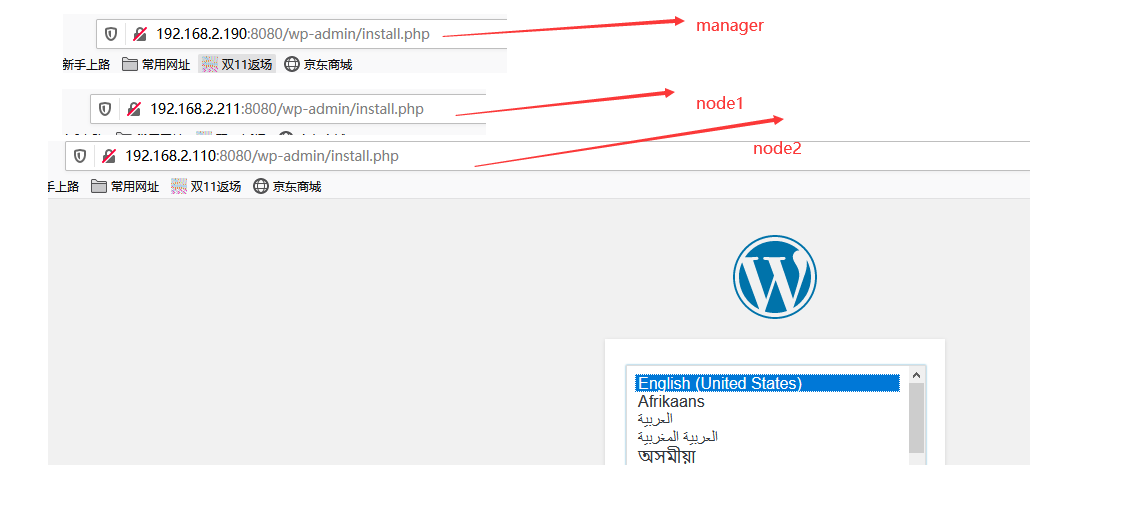 192.168.2.190:8080/wp-admin/install.php
manager
新手上路 常用网址 双11返场 京东商城
192.168.2.211:8080/wp-admin/install.php
node1
192.168.2.110:8080/wp-admin/install.php
node2
手上路 常用网址 双11返场 京东商城
English (United States)
Afrikaans
العربية
العربية المغربية
অসমীয়া